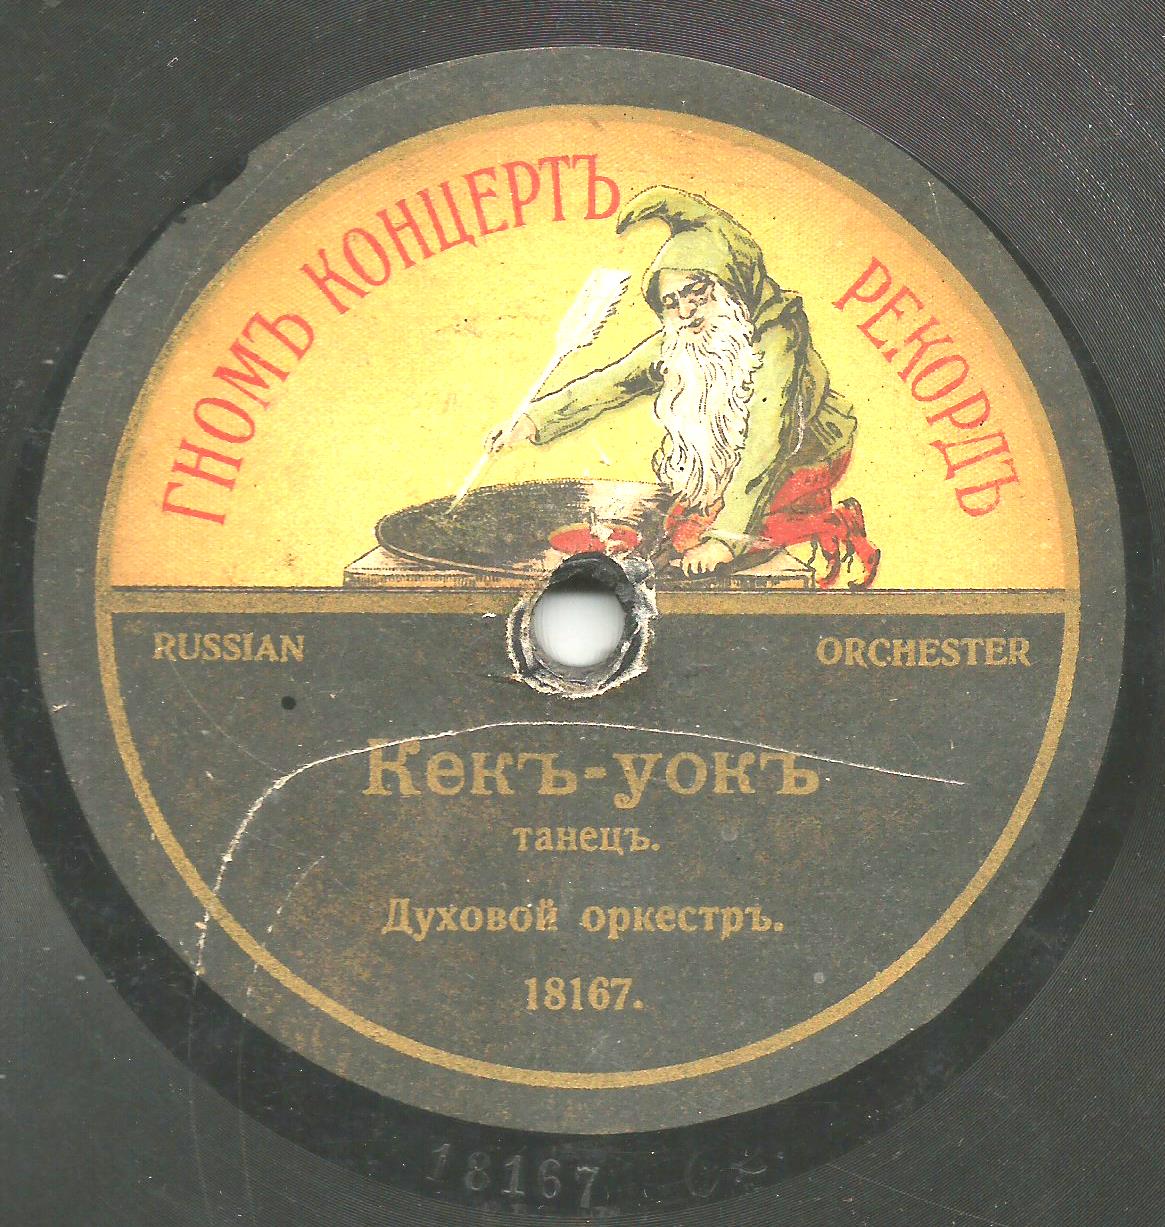 ГНОМЪ КОНЦЕРТЪ РЕКОРДЪ
RUSSIAN ORCHESTER
Кекъ-уокъ
танецъ.
Духовой оркестръ.
18167.
18167